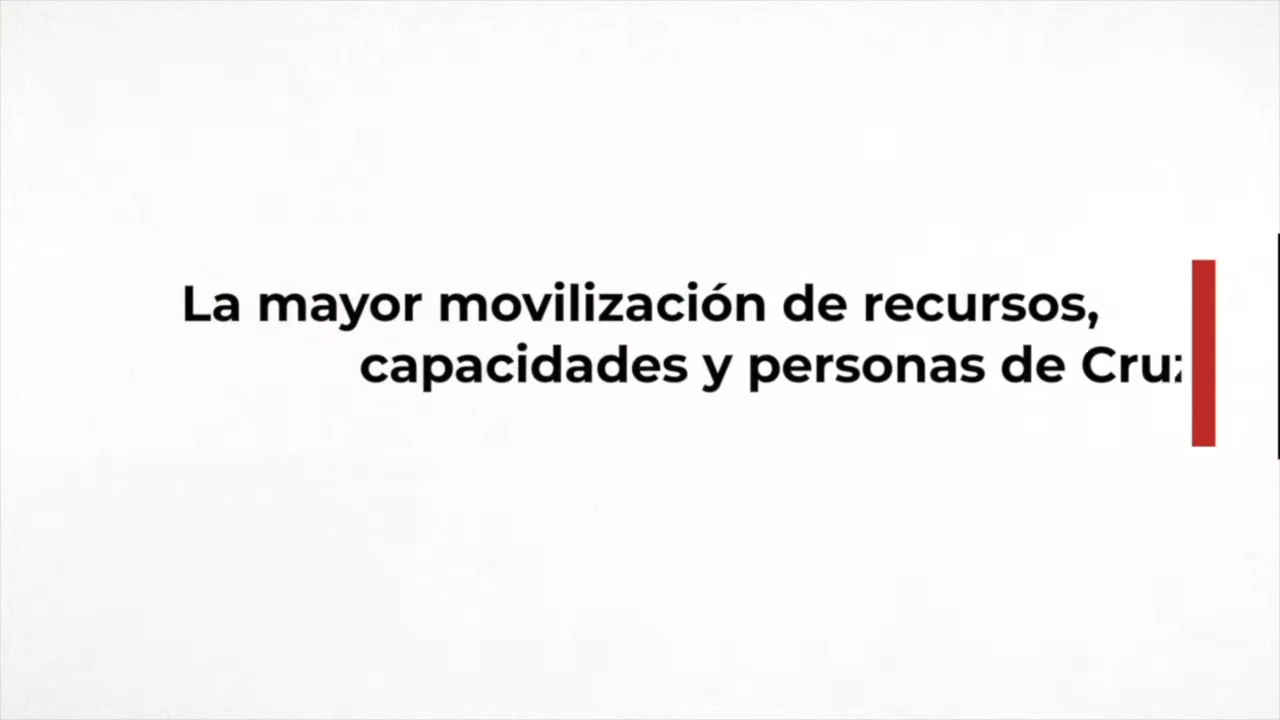 La mayor movilización de recursos,
capacidades y personas de